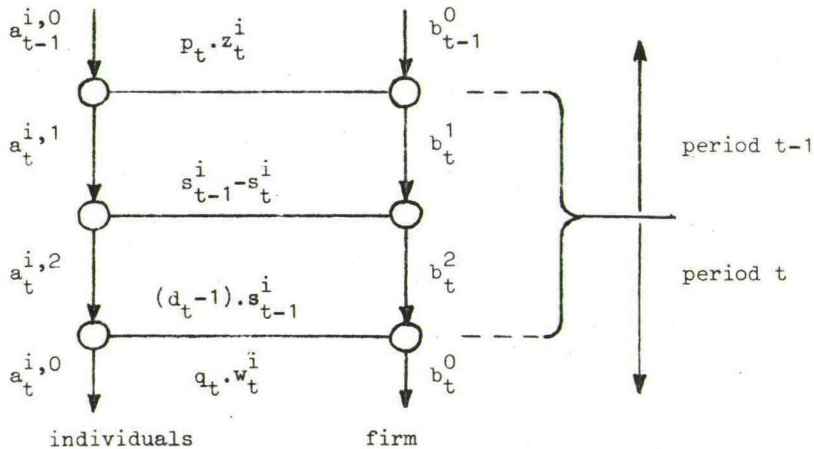 a_{t-1}^{i,0}
p_t.z_t^i
b_{t-1}^0
a_t^{i,1}
b_t^1
period t-1
s_{t-1}^i-s_t^i
a_t^{i,2}
b_t^2
period t
(d_t-1).s_{t-1}^i
a_t^{i,0}
q_t.w_t^i
b_t^0
individuals
firm